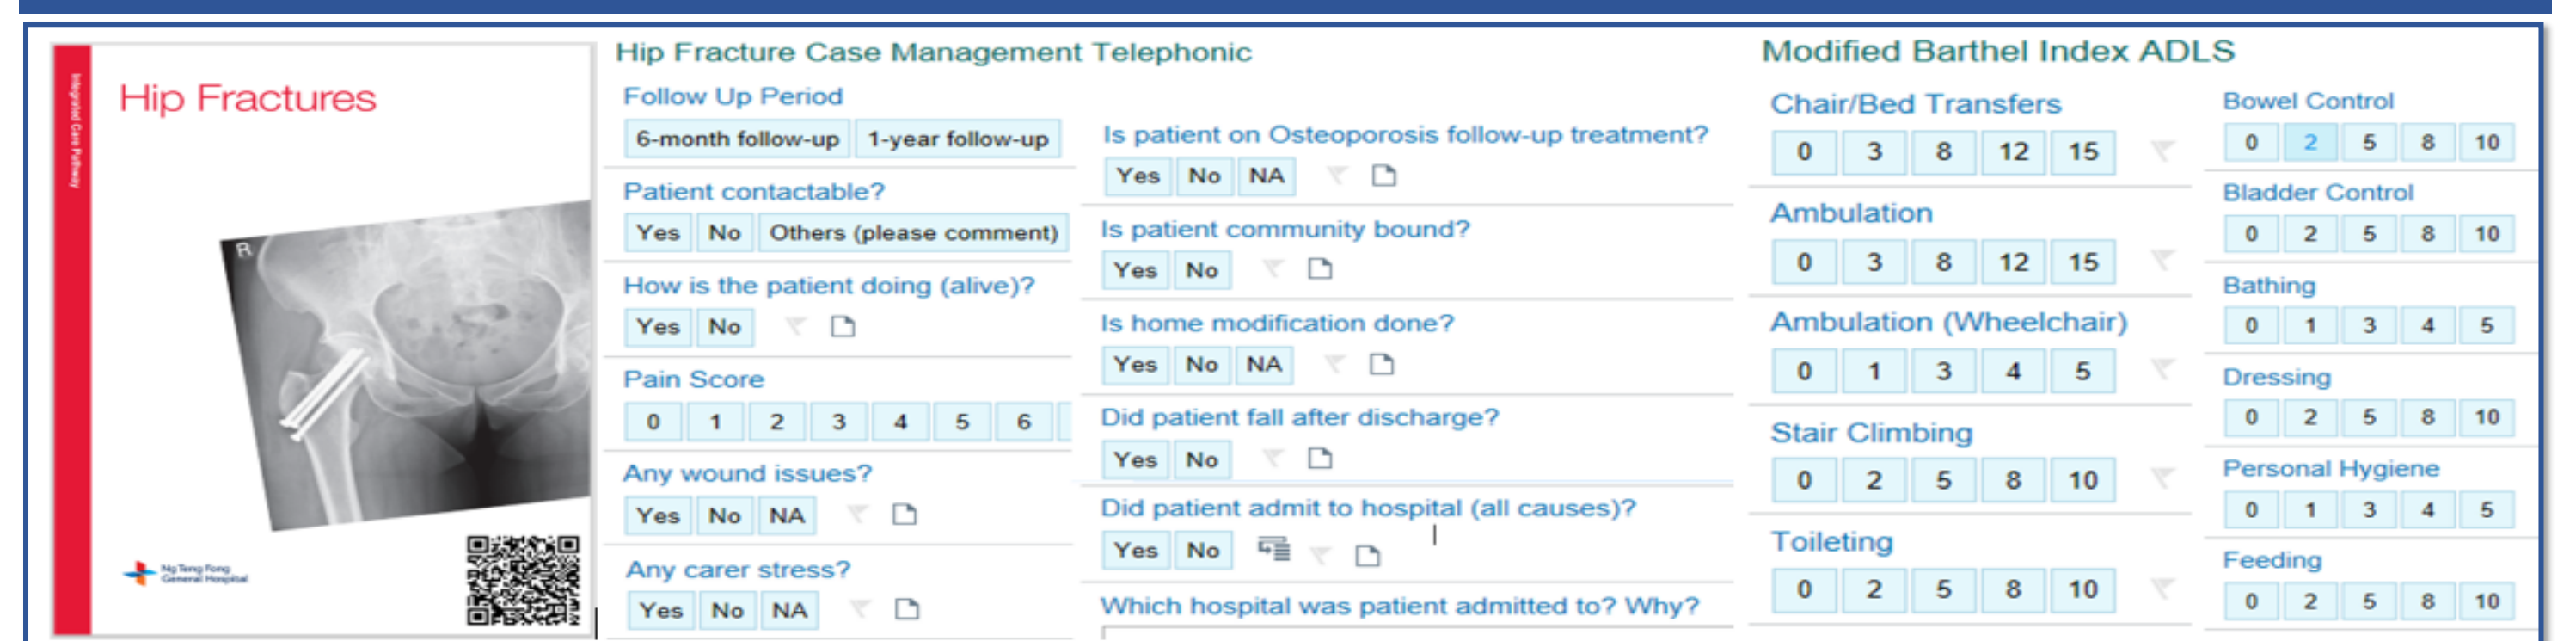 Integrated Care Pathway
Hip Fractures
R
Ng Teng Fong
General Hospital
Hip Fracture Case Management Telephonic
Follow Up Period
6-month follow-up 1-year follow-up
Patient contactable?
Yes No Others (please comment)
How is the patient doing (alive)?
Yes No
Pain Score
0 1 2 3 4 5 6
Any wound issues?
Yes No NA
Any carer stress?
Yes No NA
Is patient on Osteoporosis follow-up treatment?
Yes No NA
Is patient community bound?
Yes No
Is home modification done?
Yes No NA
Did patient fall after discharge?
Yes No
Did patient admit to hospital (all causes)?
Yes No
Which hospital was patient admitted to? Why?
Modified Barthel Index ADLS
Chair/Bed Transfers
0 3 8 12 15
Ambulation
0 3 8 12 15
Ambulation (Wheelchair)
0 1 3 4 5
Stair Climbing
0 2 5 8 10
Toileting
0 2 5 8 10
Bowel Control
0 2 5 8 10
Bladder Control
0 2 5 8 10
Bathing
0 1 3 4 5
Dressing
0 2 5 8 10
Personal Hygiene
0 1 3 4 5
Feeding
0 2 5 8 10